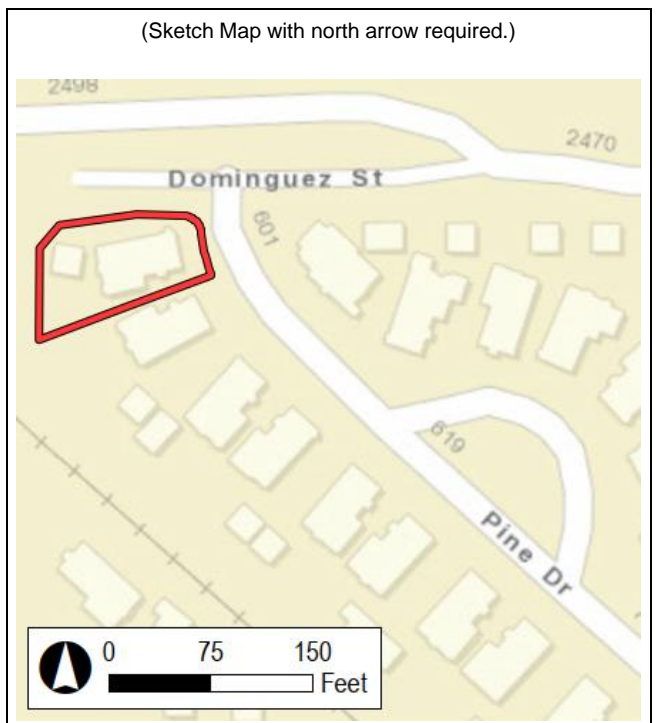 (Sketch Map with north arrow required.)
2498
2470
Dominguez St
601
619
Pine Dr
0 75 150
Feet